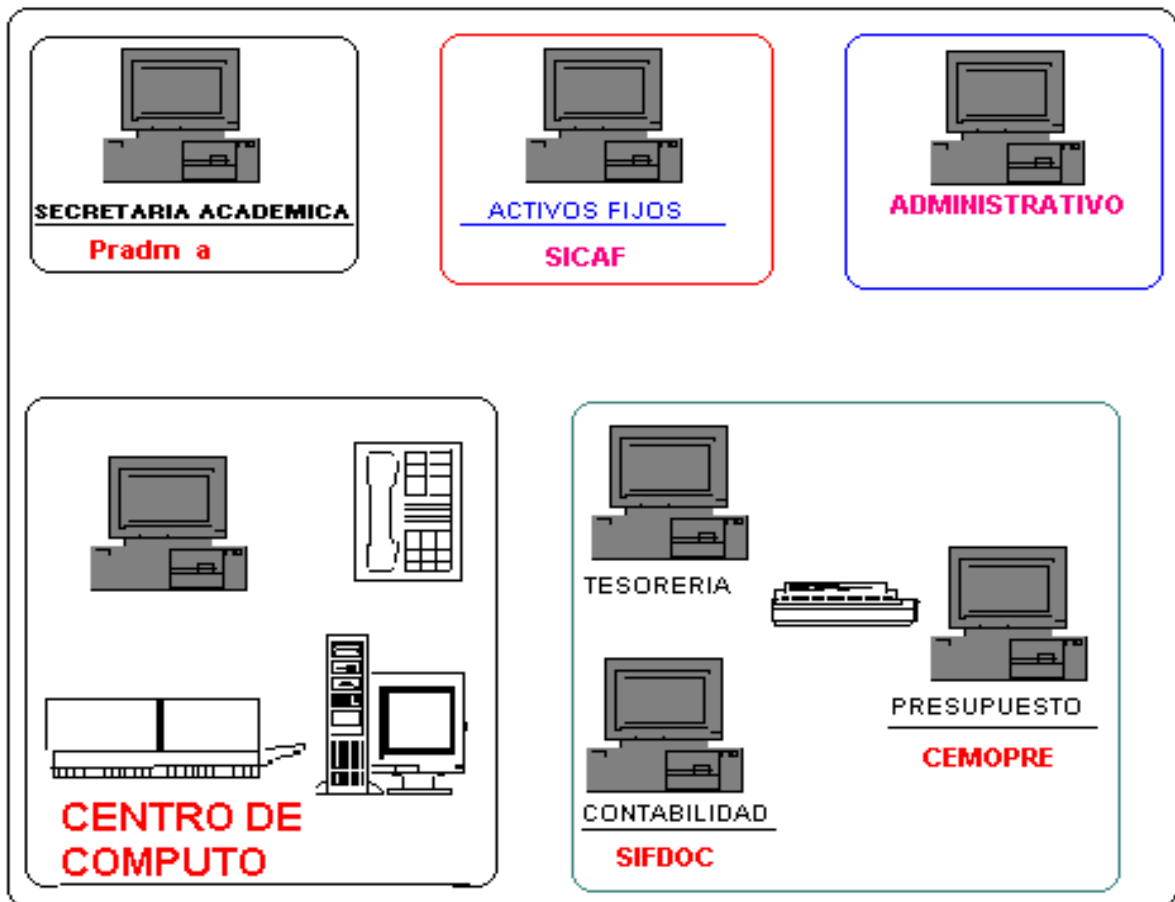 SECRETARIA ACADEMICA
Pradm a
ACTIVOS FIJOS
SICAF
ADMINISTRATIVO
CENTRO DE
COMPUTO
TESORERIA
PRESUPUESTO
CEMOPRE
CONTABILIDAD
SIFDOC